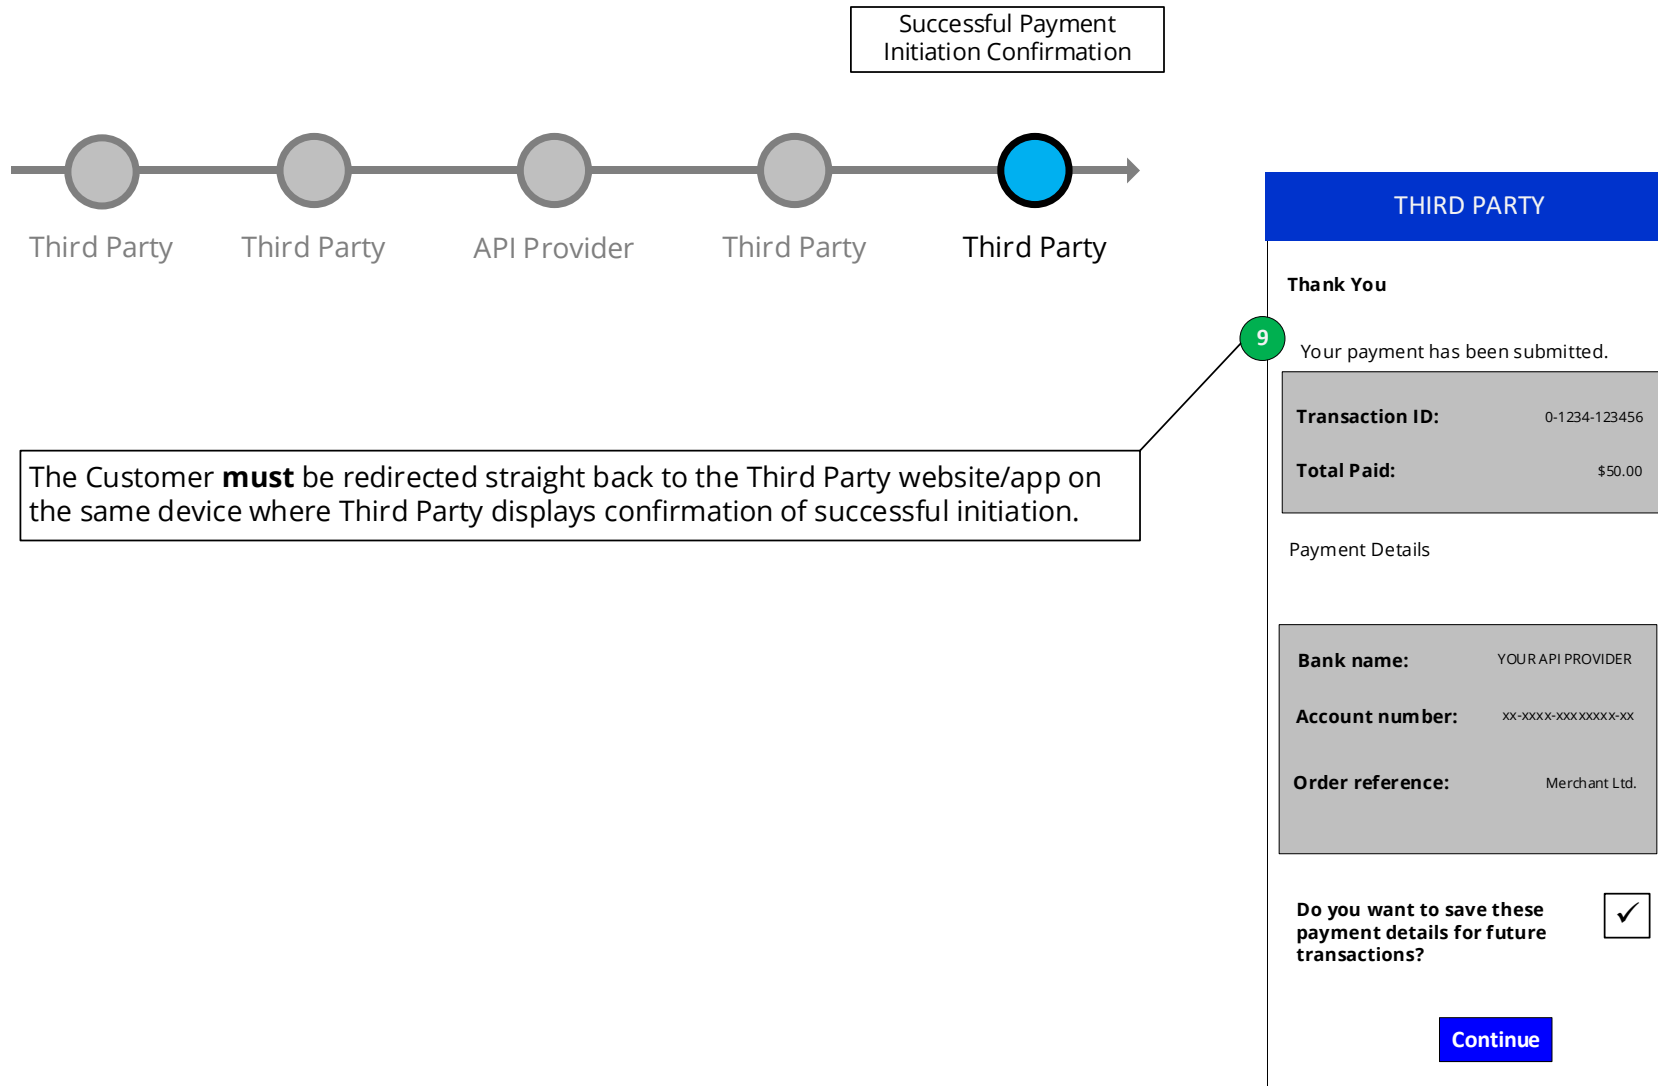 Successful Payment
Initiation Confirmation
Third Party
Third Party
API Provider
Third Party
Third Party
The Customer must be redirected straight back to the Third Party website/app on
the same device where Third Party displays confirmation of successful initiation.
THIRD PARTY
Thank You
9
Your payment has been submitted.
Transaction ID: 0-1234-123456
Total Paid: $50.00
Payment Details
Bank name: YOUR API PROVIDER
Account number: xx-xxxx-xxxxxxxx-xx
Order reference: Merchant Ltd.
Do you want to save these
payment details for future
transactions?
Continue